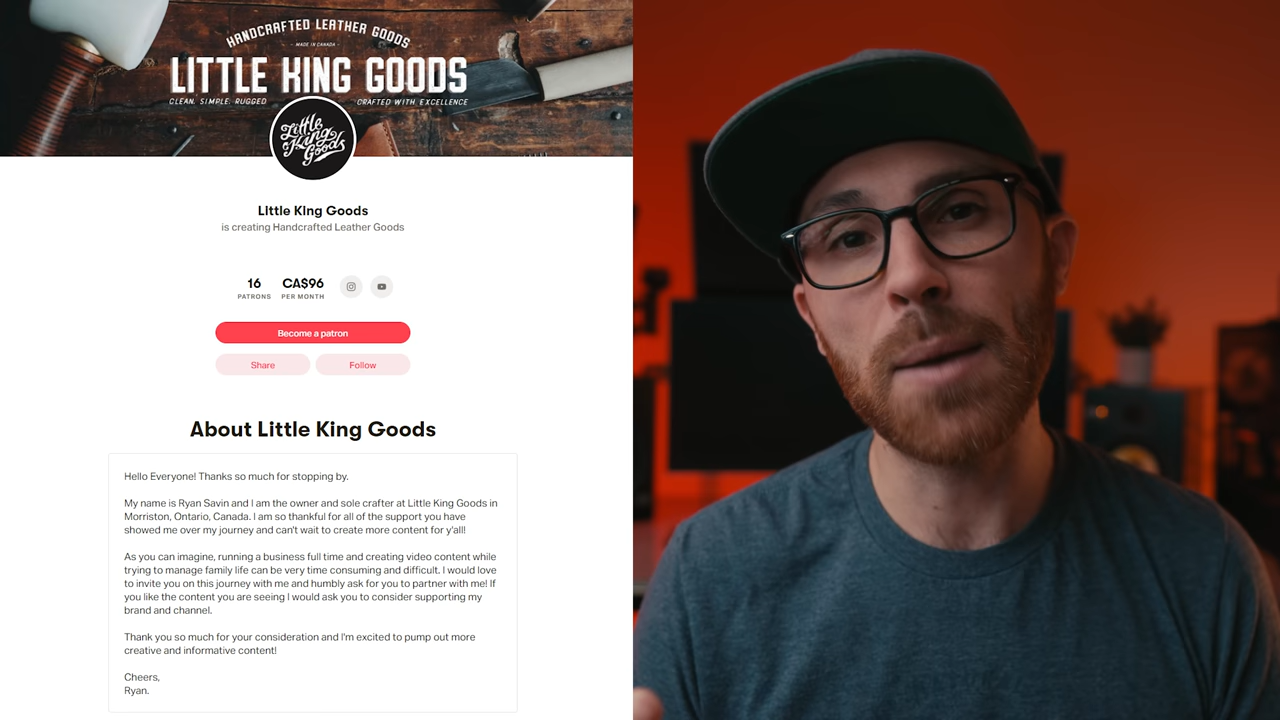 HANDCRAFTED LEATHER GOODS
- MADE IN CANADA -
LITTLE KING GOODS
CLEAN. SIMPLE. RUGGED
CRAFTED WITH EXCELLENCE
Little
King
Goods
Little King Goods
is creating Handcrafted Leather Goods
16 CA$96
PATRONS PER MONTH
Become a patron
Share Follow
About Little King Goods
Hello Everyone! Thanks so much for stopping by.
My name is Ryan Savin and I am the owner and sole crafter at Little King Goods in
Morriston, Ontario, Canada. I am so thankful for all of the support you have
showed me over my journey and can't wait to create more content for y'all!
As you can imagine, running a business full time and creating video content while
trying to manage family life can be very time consuming and difficult. I would love
to invite you on this journey with me and humbly ask for you to partner with me! If
you like the content you are seeing I would ask you to consider supporting my
brand and channel.
Thank you so much for your consideration and I'm excited to pump out more
creative and informative content!
Cheers,
Ryan.